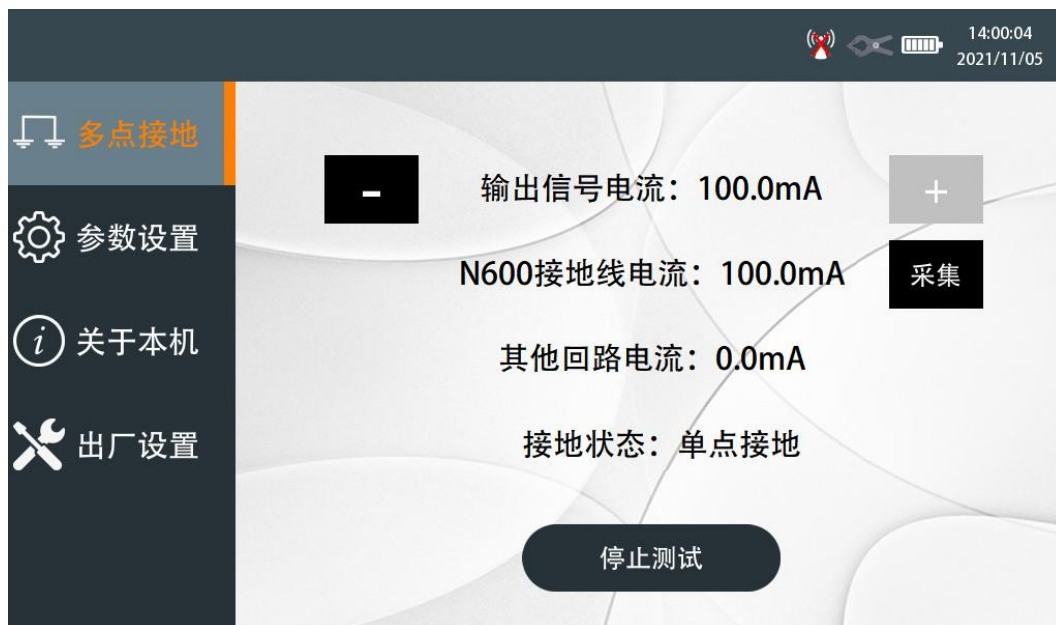 14:00:04
2021/11/05
多点接地
参数设置
关于本机
出厂设置
- 输出信号电流：100.0mA +
N600接地线电流：100.0mA 采集
其他回路电流：0.0mA
接地状态：单点接地
停止测试